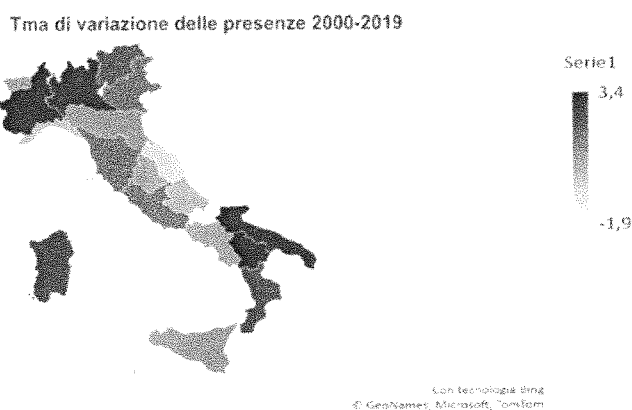 Tma di variazione delle presenze 2000-2019
Serie1
3,4
-1,9
Con tecnologia Bing
© GeoNames, Microsoft, TomTom